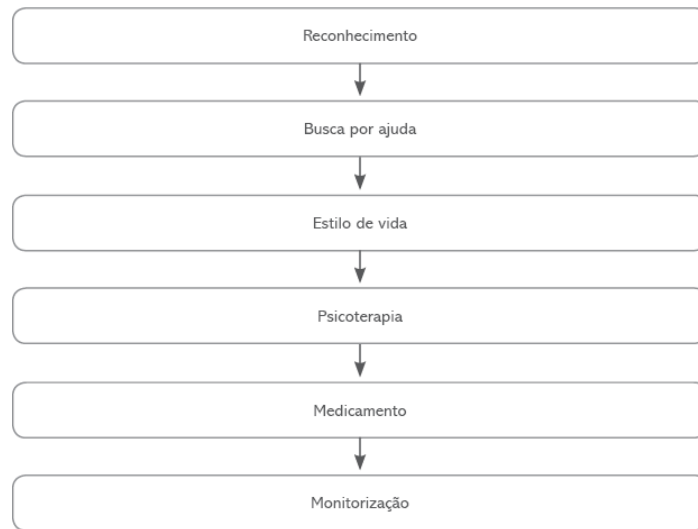 Reconhecimento
Busca por ajuda
Estilo de vida
Psicoterapia
Medicamento
Monitorização